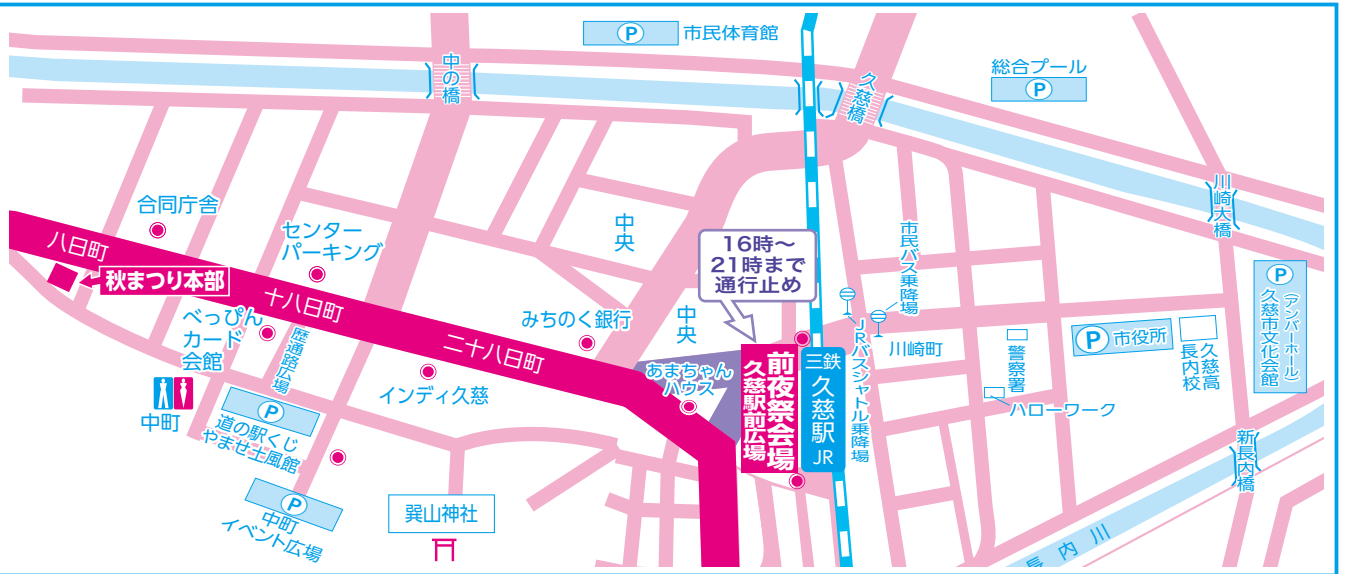 P
市民体育館
中の橋
久慈橋
総合プール
P
川崎大橋
合同庁舎
センター
パーキング
中央
16時〜
21時まで
通行止め
市民バス乗降場
P
久慈市文化会館
(アンバーホール)
八日町
秋まつり本部
十八日町
べっぴん
カード
会館
歴通路広場
みちのく銀行
二十八日町
中央
あまちゃん
ハウス
前夜祭会場
久慈駅前広場
三鉄
久慈駅
JR
JRバスシャトル乗降場
川崎町
警察署
P 市役所
久慈高
長内校
ハローワーク
インディ久慈
中町
P
道の駅くじ
やませ土風館
P
中町
イベント広場
巽山神社
新長内橋
長内川